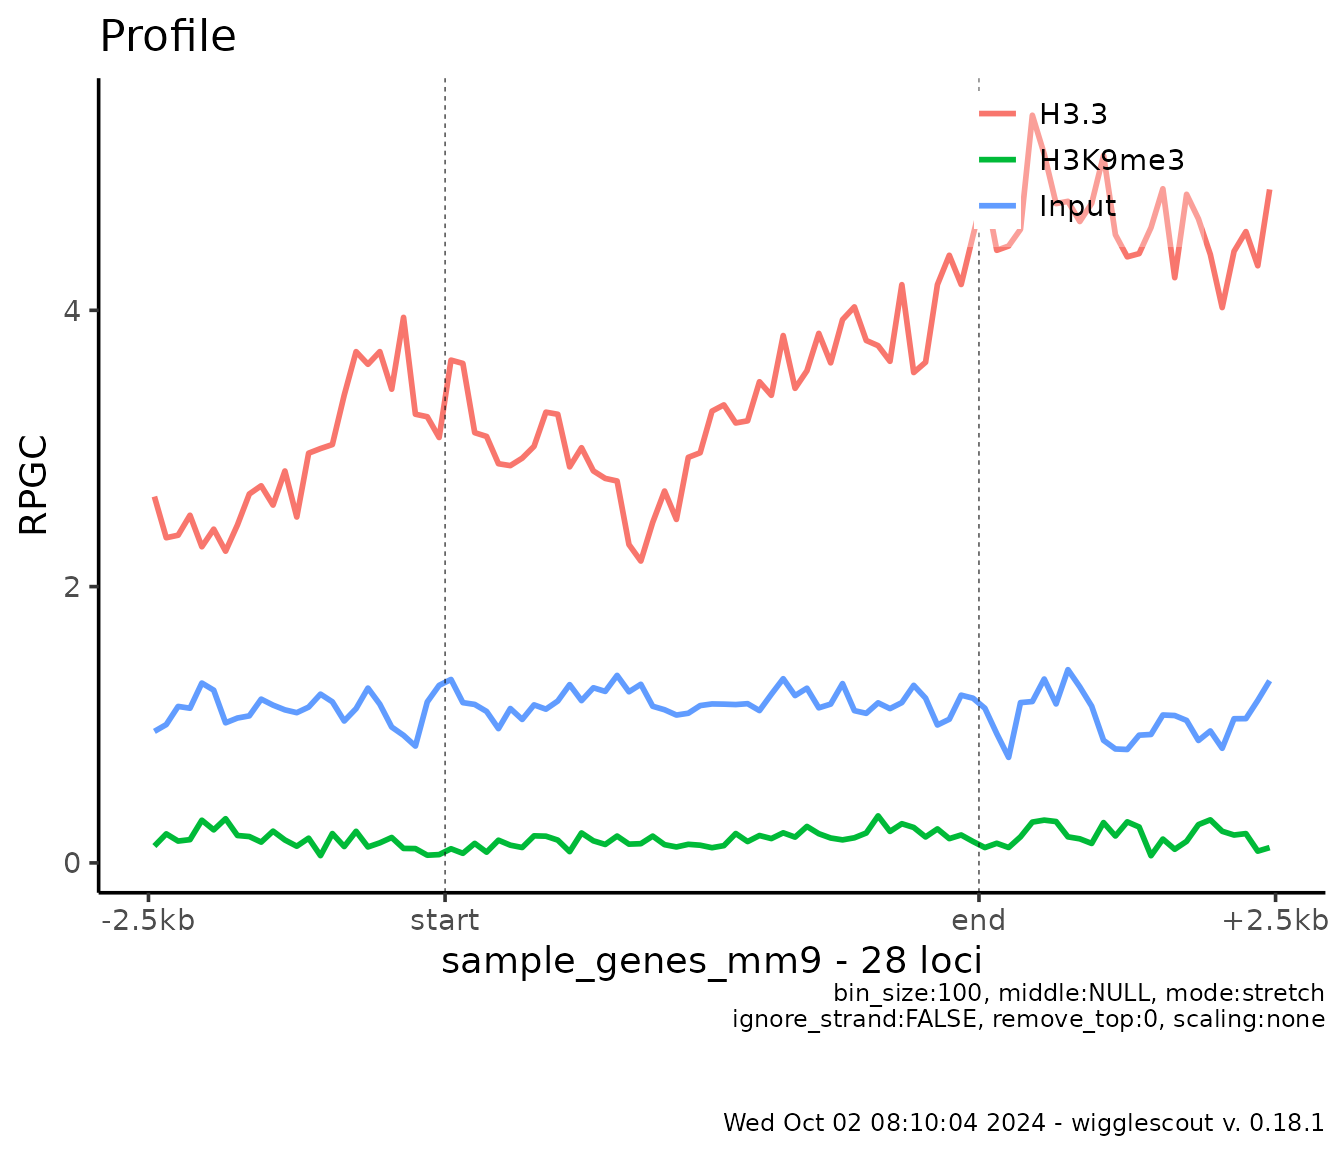 Profile
H3.3
H3K9me3
Input
RPGC
4
2
0
-2.5kb start end +2.5kb
sample_genes_mm9 - 28 loci
bin_size:100, middle:NULL, mode:stretch
ignore_strand:FALSE, remove_top:0, scaling:none
Wed Oct 02 08:10:04 2024 - wigglescout v. 0.18.1